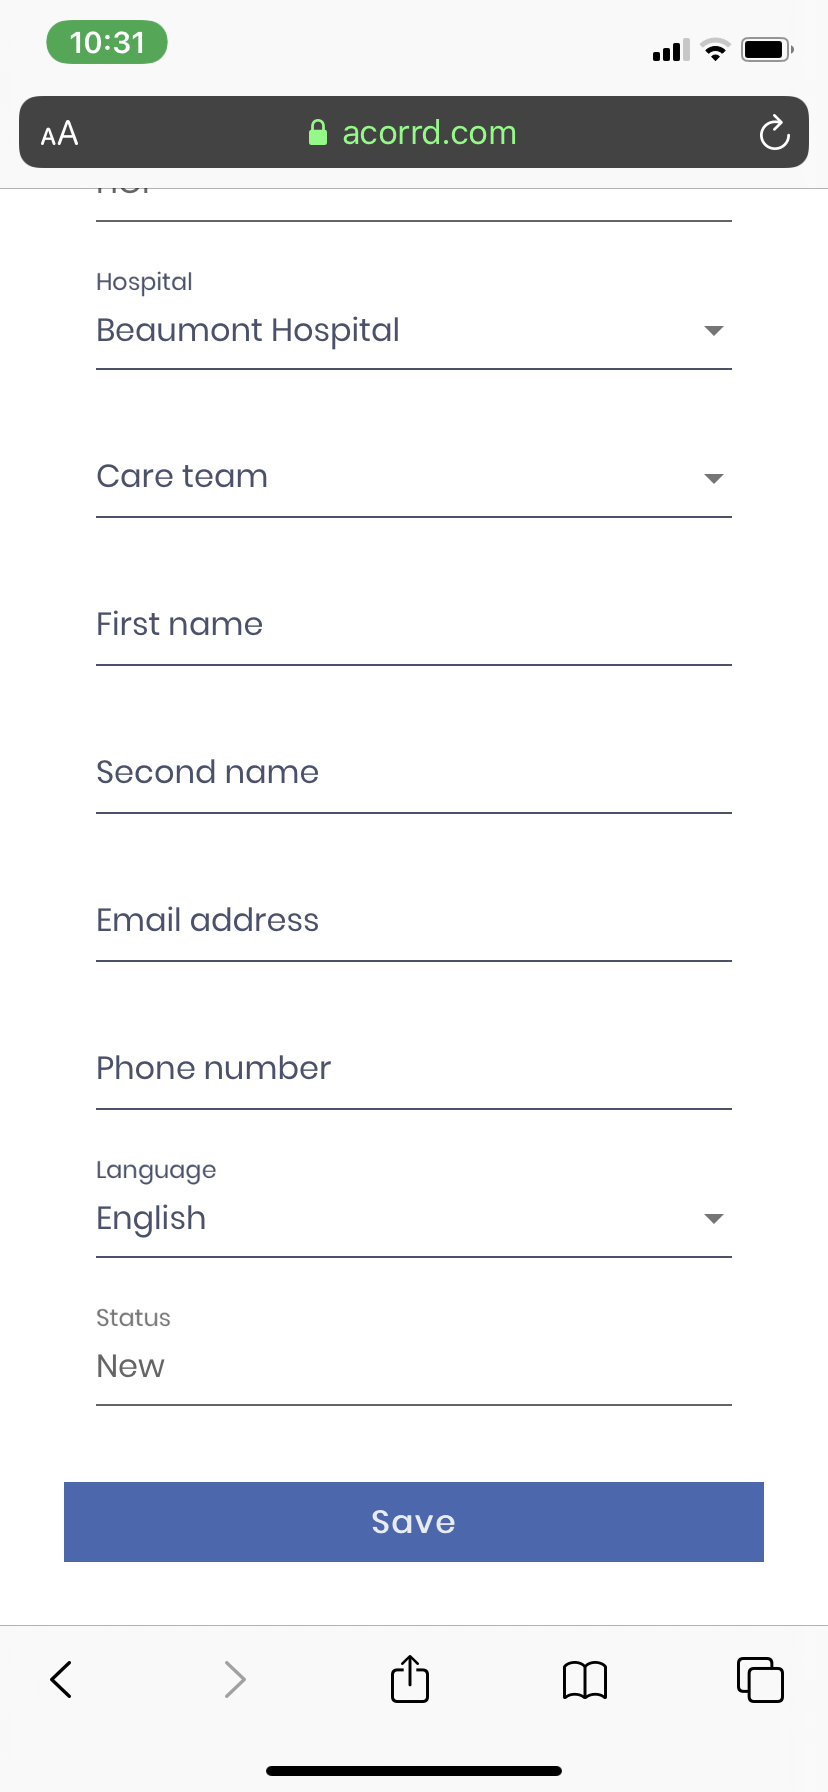 10:31
AA acorrd.com
Hospital
Beaumont Hospital
Care team
First name
Second name
Email address
Phone number
Language
English
Status
New
Save